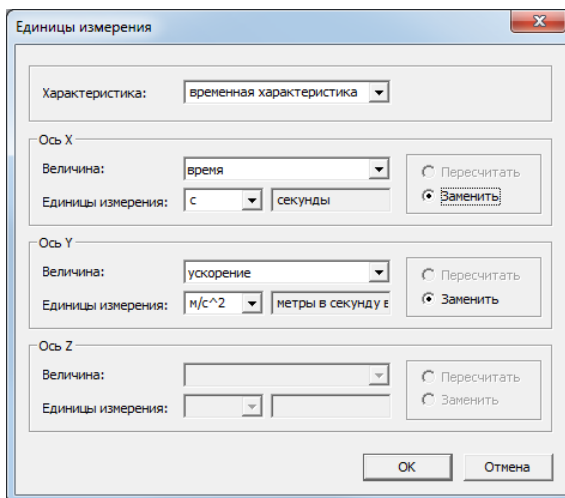 Единицы измерения
Характеристика: временная характеристика
Ось X
Величина: время
Пересчитать
Единицы измерения: с секунды
Заменить
Ось Y
Величина: ускорение
Пересчитать
Единицы измерения: м/с^2 метры в секунду в
Заменить
Ось Z
Величина:
Пересчитать
Единицы измерения:
Заменить
OK Отмена